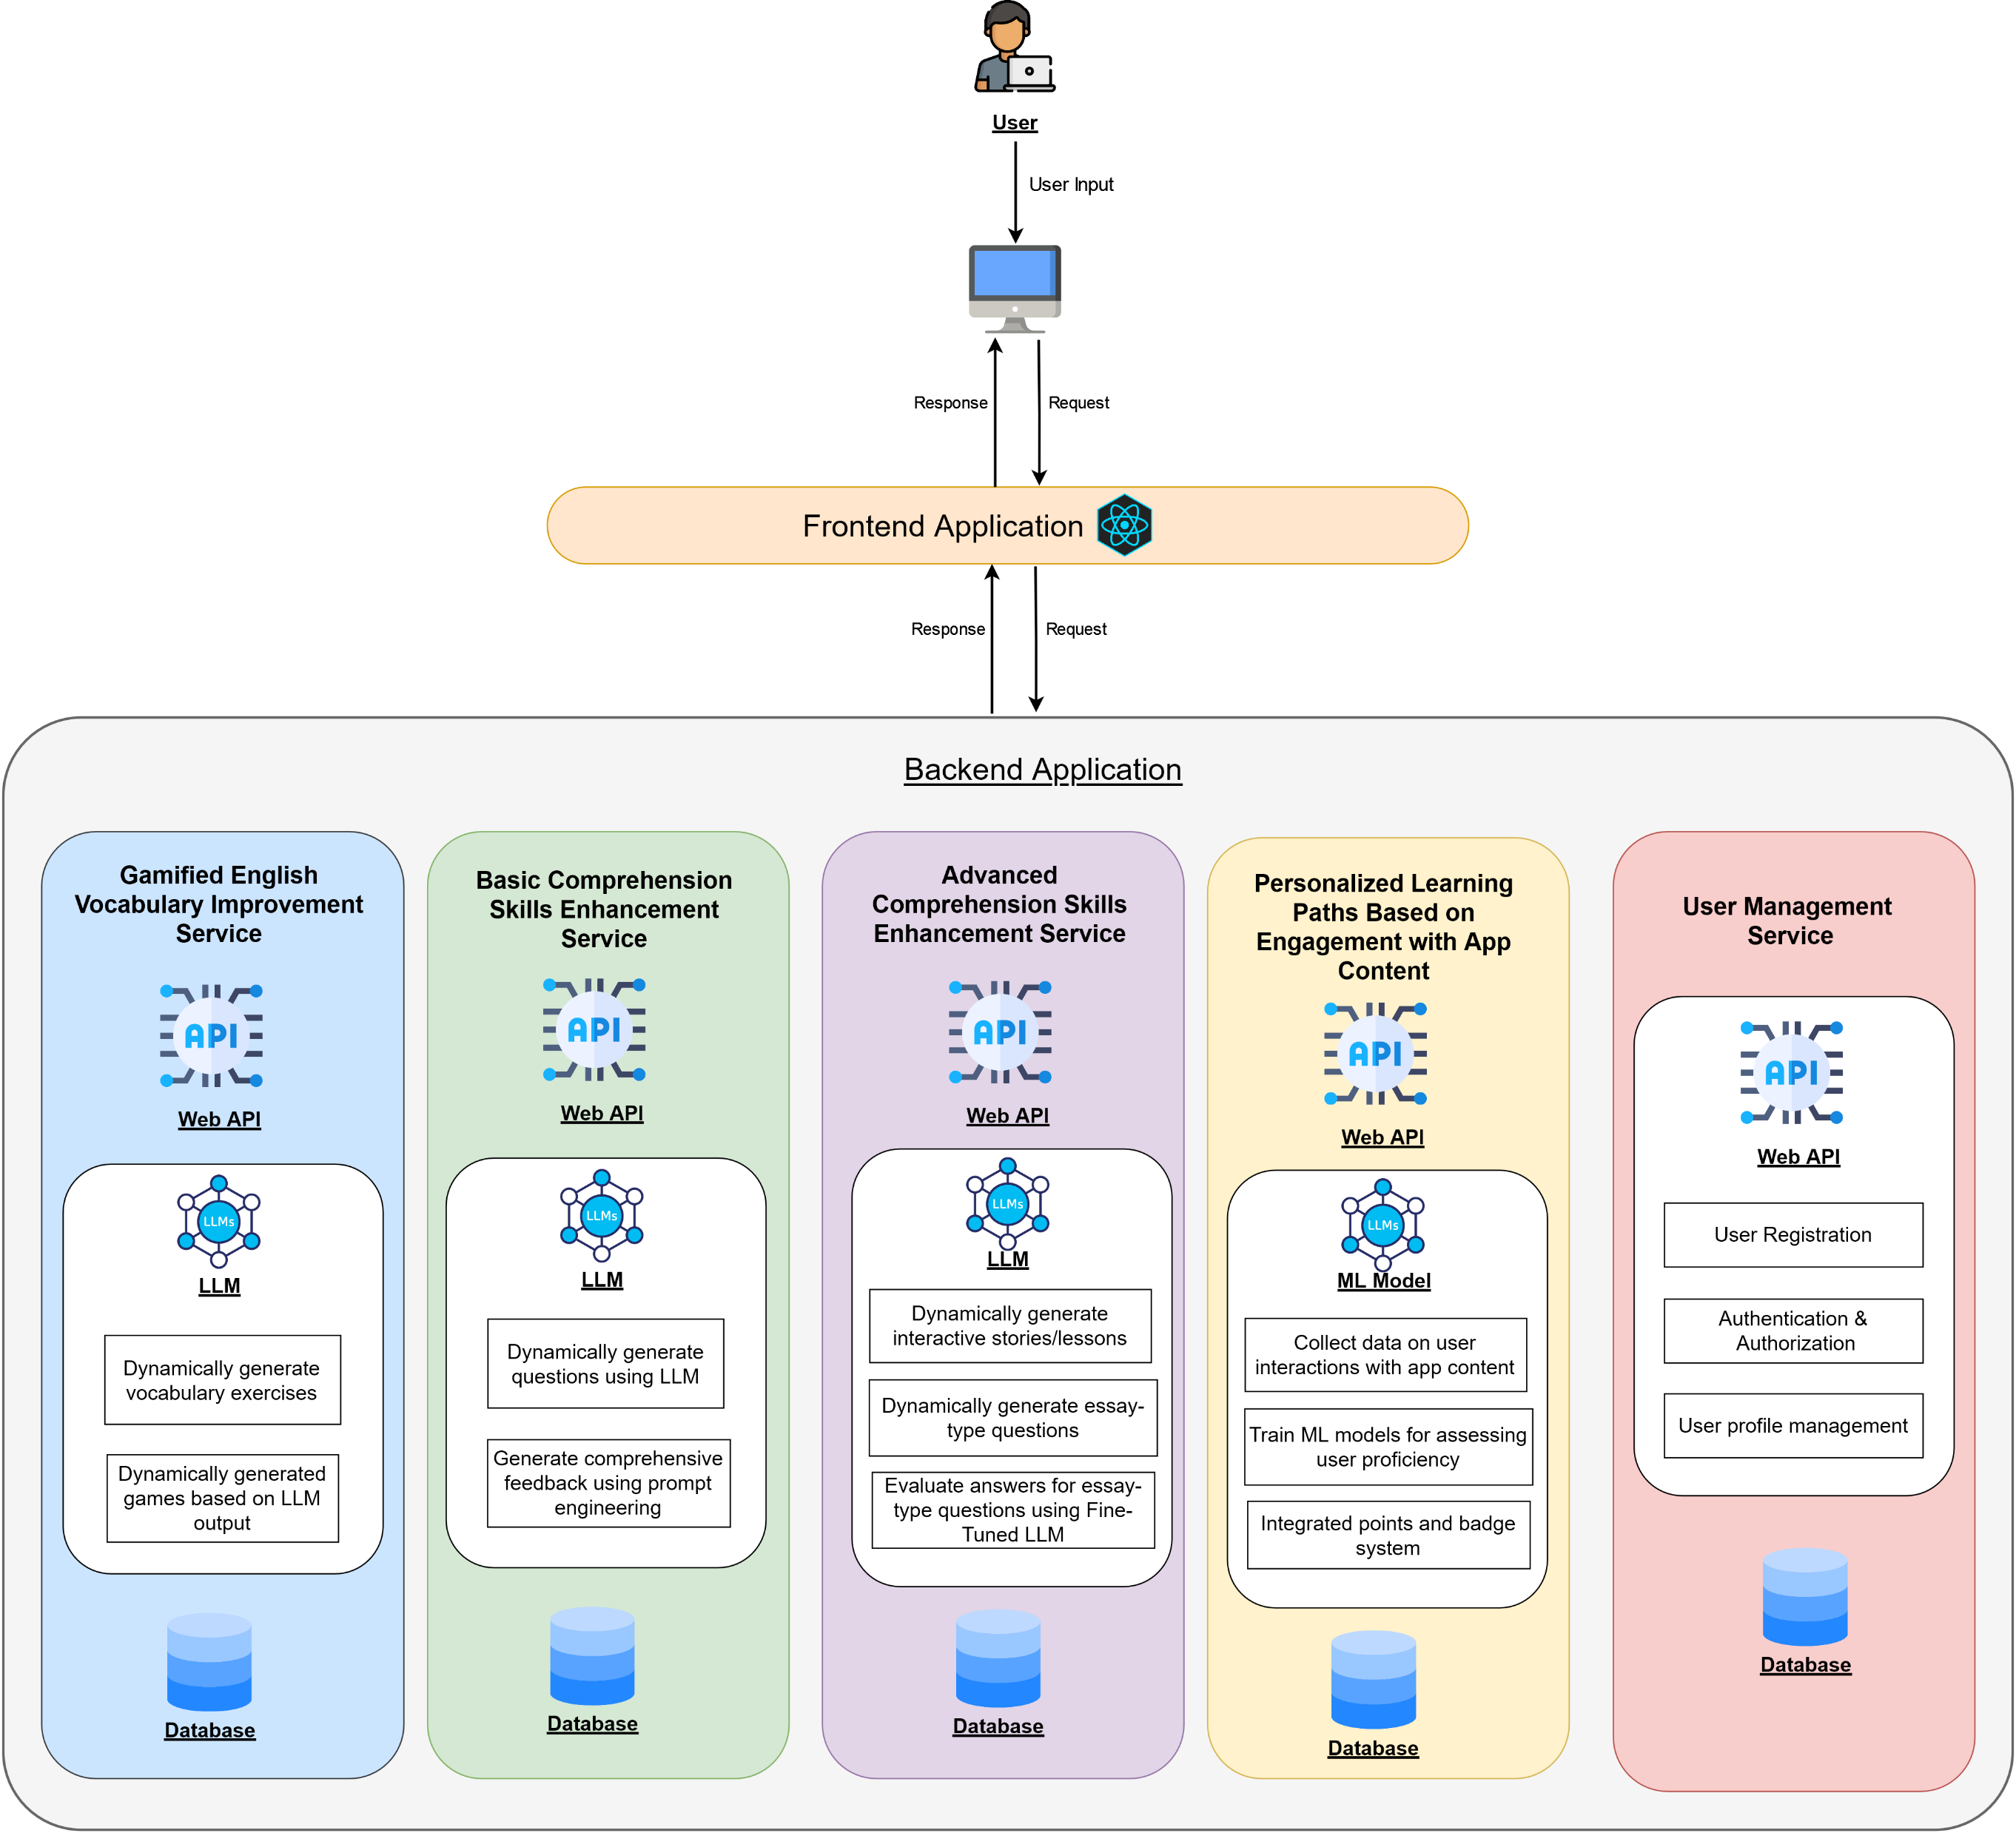 User
User Input
Response
Request
Frontend Application
Response
Request
Backend Application
Gamified English
Vocabulary Improvement
Service
API
Web API
LLMs
LLM
Dynamically generate
vocabulary exercises
Dynamically generated
games based on LLM
output
Database
Basic Comprehension
Skills Enhancement
Service
API
Web API
LLMs
LLM
Dynamically generate
questions using LLM
Generate comprehensive
feedback using prompt
engineering
Database
Advanced
Comprehension Skills
Enhancement Service
API
Web API
LLMs
LLM
Dynamically generate
interactive stories/lessons
Dynamically generate essay-
type questions
Evaluate answers for essay-
type questions using Fine-
Tuned LLM
Database
Personalized Learning
Paths Based on
Engagement with App
Content
API
Web API
LLMs
ML Model
Collect data on user
interactions with app content
Train ML models for assessing
user proficiency
Integrated points and badge
system
Database
User Management
Service
API
Web API
User Registration
Authentication &
Authorization
User profile management
Database